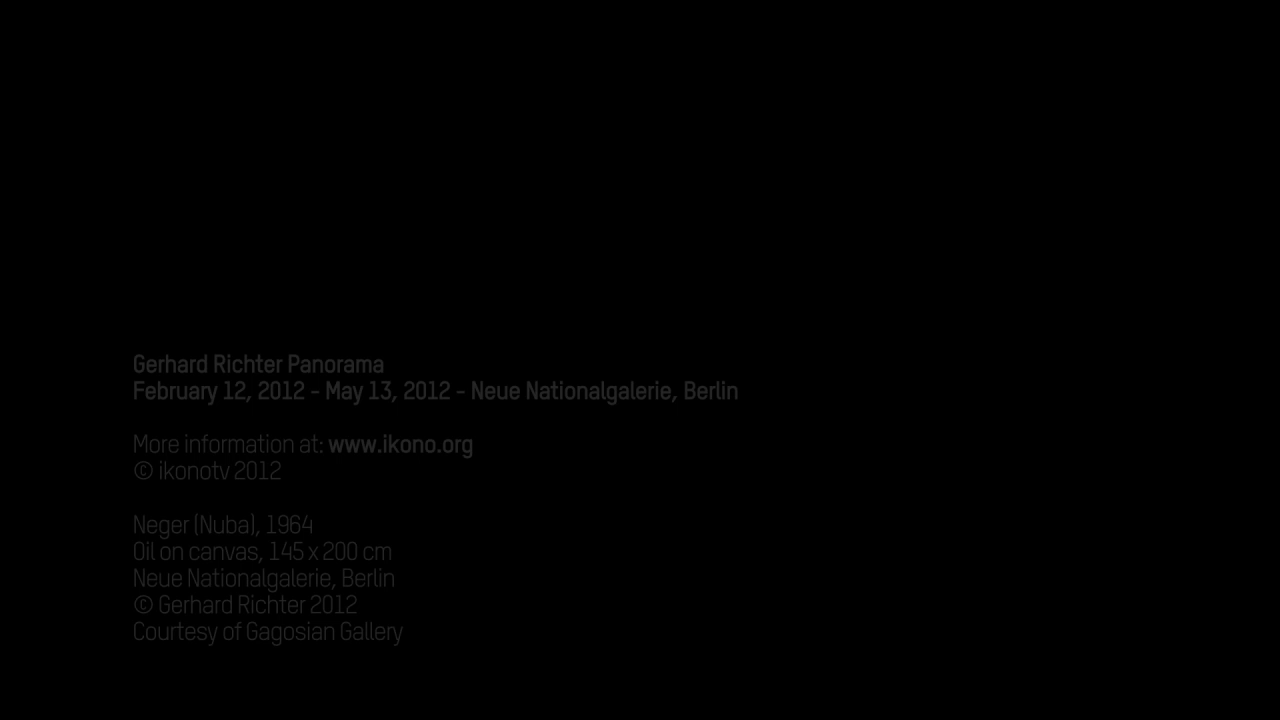 Gerhard Richter Panorama
February 12, 2012 - May 13, 2012 - Neue Nationalgalerie, Berlin
More information at: www.ikono.org
© ikonotv 2012
Neger (Nuba), 1964
Oil on canvas, 145 x 200 cm
Neue Nationalgalerie, Berlin
© Gerhard Richter 2012
Courtesy of Gagosian Gallery